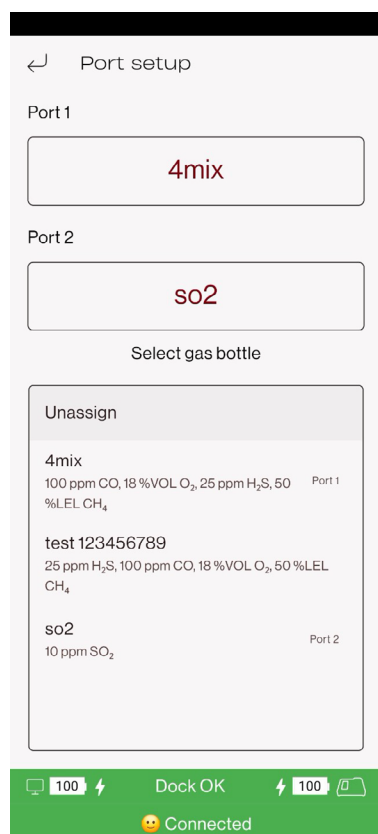 Port setup
Port 1
4mix
Port 2
so2
Select gas bottle
Unassign
4mix
100 ppm CO, 18 %VOL O₂, 25 ppm H₂S, 50
Port 1
%LEL CH₄
test 123456789
25 ppm H₂S, 100 ppm CO, 18 %VOL O₂, 50 %LEL
CH₄
so2
Port 2
10 ppm SO₂
100 Dock OK 100
Connected